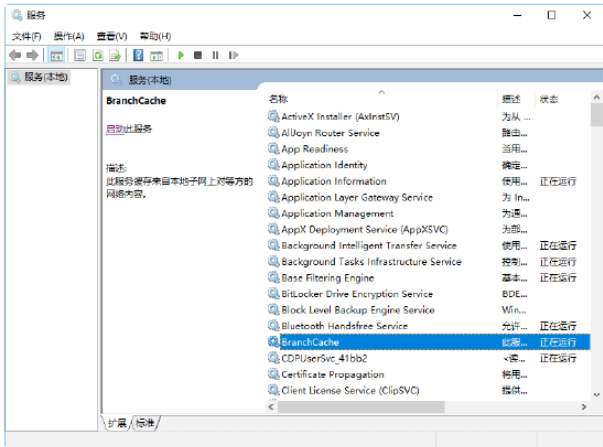 服务
文件(F) 操作(A) 查看(V) 帮助(H)
服务(本地)
服务(本地)
BranchCache
启动此服务
描述:
此服务缓存来自本地子网上对等方的
网络内容。
名称 描述 状态
ActiveX Installer (AxInstSV) 为从 ...
AllJoyn Router Service 路由...
App Readiness 当用...
Application Identity 确定...
Application Information 使用... 正在运行
Application Layer Gateway Service 为 In...
Application Management 为通...
AppX Deployment Service (AppXSVC) 为部...
Background Intelligent Transfer Service 使用... 正在运行
Background Tasks Infrastructure Service 控制... 正在运行
Base Filtering Engine 基本... 正在运行
BitLocker Drive Encryption Service BDE...
Block Level Backup Engine Service Win...
Bluetooth Handsfree Service 允许... 正在运行
BranchCache 此服... 正在运行
CDPUserSvc_41bb2 <读... 正在运行
Certificate Propagation 将用...
Client License Service (ClipSVC) 提供...
扩展 标准